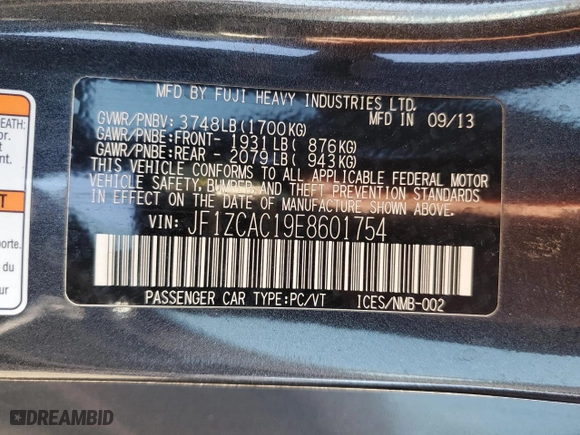 MFD BY FUJI HEAVY INDUSTRIES LTD.
GVWR/PNBV: 3748LB(1700KG) MFD IN 09/13
GAWR/PNBE:FRONT- 1931LB( 876KG)
GAWR/PNBE:REAR - 2079LB( 943KG)
THIS VEHICLE CONFORMS TO ALL APPLICABLE FEDERAL MOTOR
VEHICLE SAFETY, BUMPER AND THEFT PREVENTION STANDARDS
IN EFFECT ON THE DATE OF MANUFACTURE SHOWN ABOVE.
VIN: JF1ZCAC19E8601754
PASSENGER CAR TYPE:PC/VT ICES/NMB-002
DEATH:
porte.
du
DREAMBID